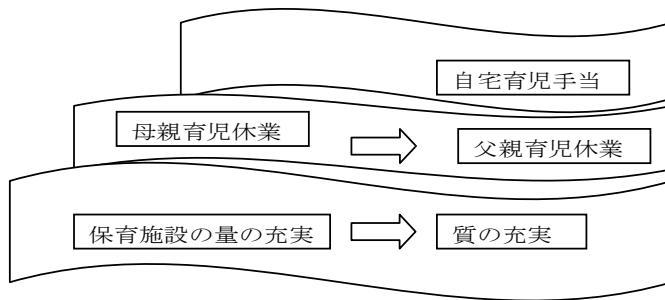 自宅育児手当
母親育児休業
父親育児休業
保育施設の量の充実
質の充実